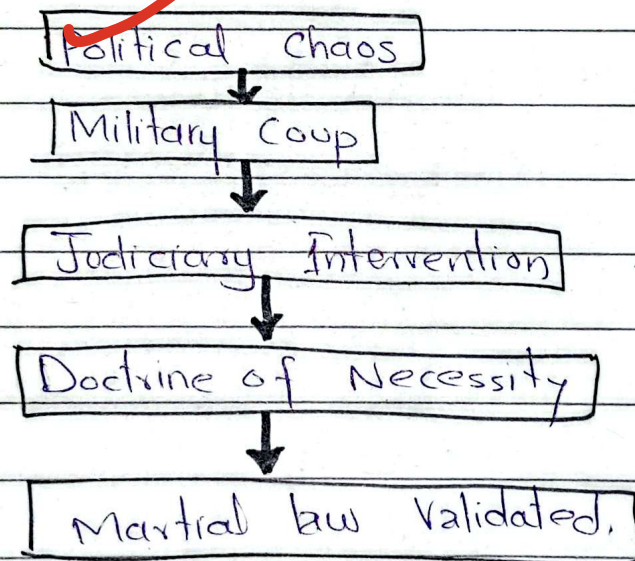 Political Chaos
Military Coup
Judiciary Intervention
Doctrine of Necessity
Martial law Validated.